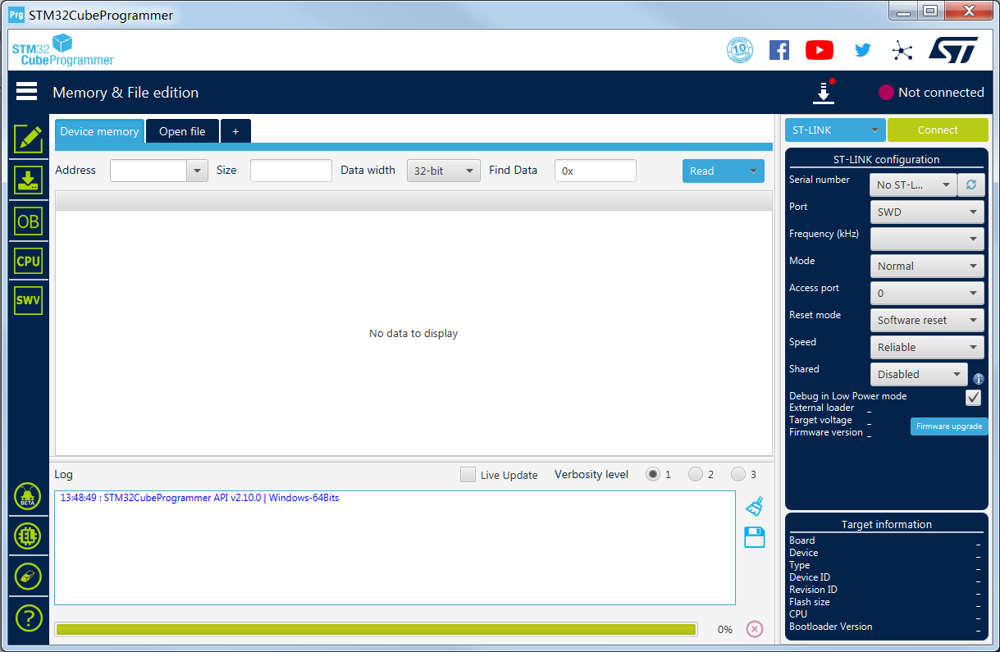 Prg STM32CubeProgrammer
STM32
CubeProgrammer
10
YEARS
Memory & File edition
Not connected
Device memory
Open file
+
ST-LINK
Connect
Address
Size
Data width
32-bit
Find Data
0x
Read
ST-LINK configuration
Serial number
No ST-L...
Port
SWD
Frequency (kHz)
Mode
Normal
Access port
0
Reset mode
Software reset
Speed
Reliable
Shared
Disabled
Debug in Low Power mode
External loader _
Target voltage _
Firmware version _
Firmware upgrade
OB
CPU
SWV
No data to display
Log
Live Update
Verbosity level
1
2
3
13:48:49 : STM32CubeProgrammer API v2.10.0 | Windows-64Bits
BETA
EL
?
0%
Target information
Board _
Device _
Type _
Device ID _
Revision ID _
Flash size _
CPU _
Bootloader Version _